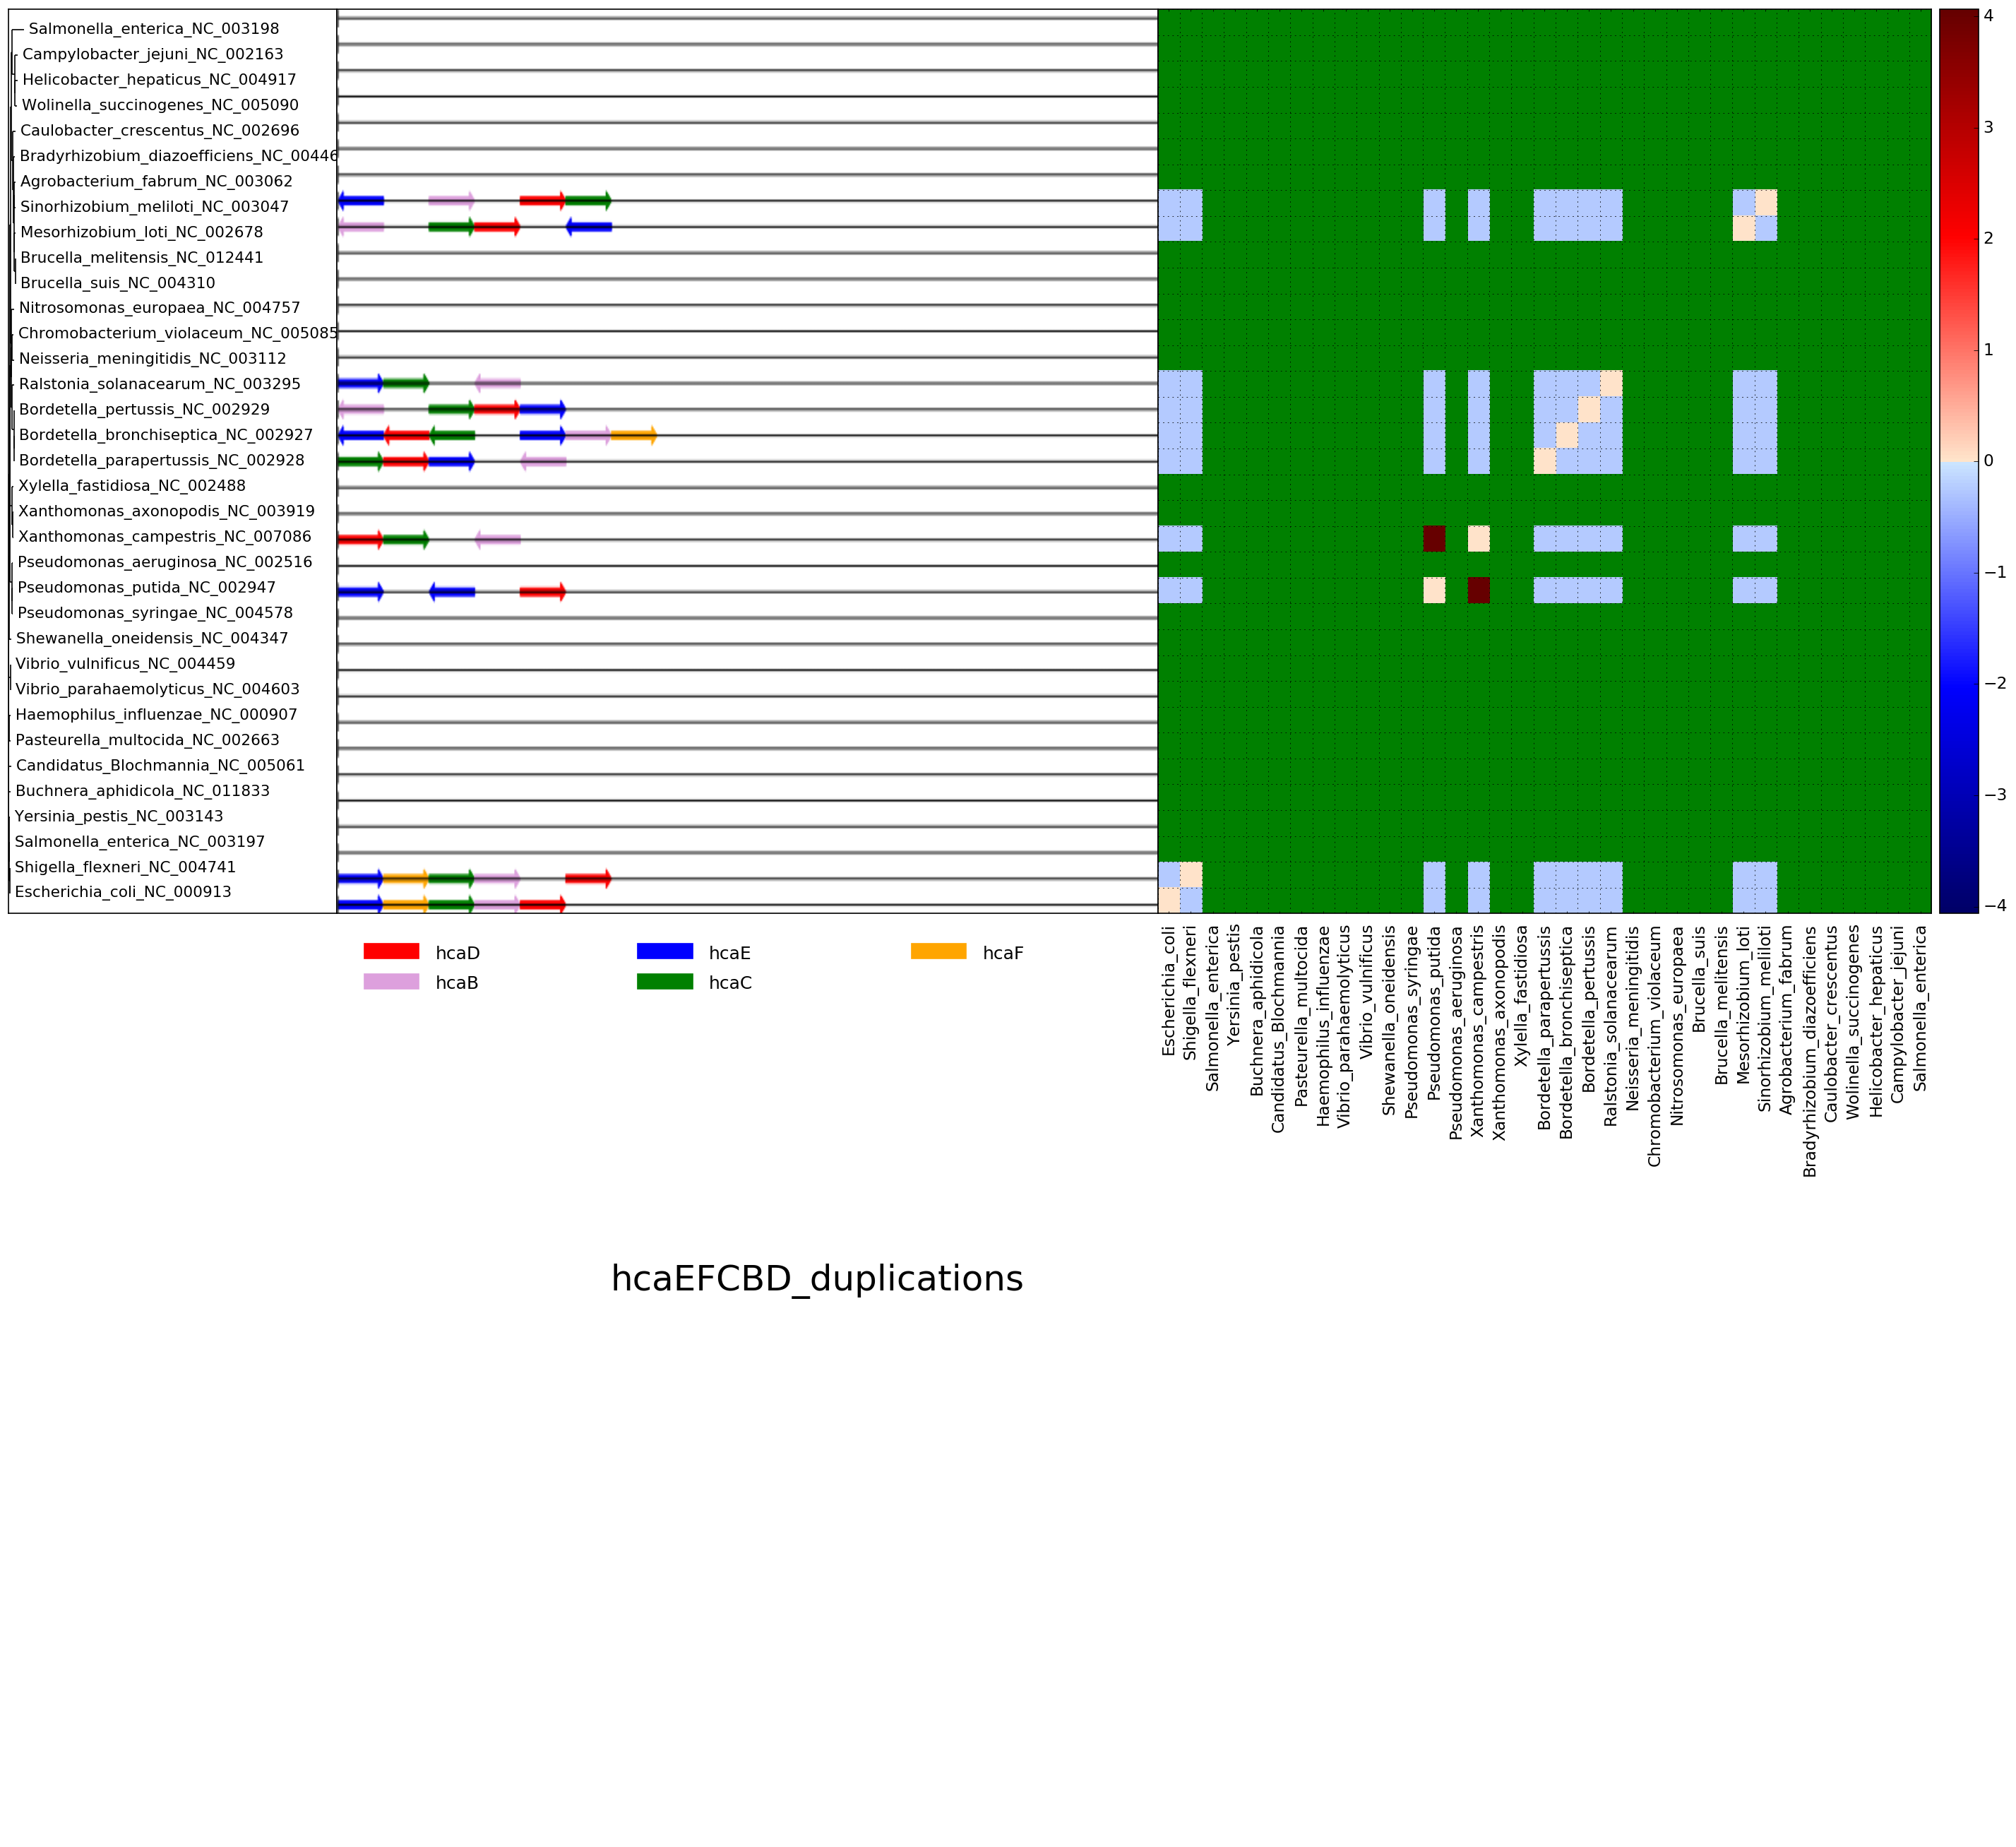 Salmonella_enterica_NC_003198
Campylobacter_jejuni_NC_002163
Helicobacter_hepaticus_NC_004917
Wolinella_succinogenes_NC_005090
Caulobacter_crescentus_NC_002696
Bradyrhizobium_diazoefficiens_NC_00446
Agrobacterium_fabrum_NC_003062
Sinorhizobium_meliloti_NC_003047
Mesorhizobium_loti_NC_002678
Brucella_melitensis_NC_012441
Brucella_suis_NC_004310
Nitrosomonas_europaea_NC_004757
Chromobacterium_violaceum_NC_005085
Neisseria_meningitidis_NC_003112
Ralstonia_solanacearum_NC_003295
Bordetella_pertussis_NC_002929
Bordetella_bronchiseptica_NC_002927
Bordetella_parapertussis_NC_002928
Xylella_fastidiosa_NC_002488
Xanthomonas_axonopodis_NC_003919
Xanthomonas_campestris_NC_007086
Pseudomonas_aeruginosa_NC_002516
Pseudomonas_putida_NC_002947
Pseudomonas_syringae_NC_004578
Shewanella_oneidensis_NC_004347
Vibrio_vulnificus_NC_004459
Vibrio_parahaemolyticus_NC_004603
Haemophilus_influenzae_NC_000907
Pasteurella_multocida_NC_002663
Candidatus_Blochmannia_NC_005061
Buchnera_aphidicola_NC_011833
Yersinia_pestis_NC_003143
Salmonella_enterica_NC_003197
Shigella_flexneri_NC_004741
Escherichia_coli_NC_000913
4
3
2
1
0
−1
−2
−3
−4
hcaD
hcaE
hcaF
hcaB
hcaC
Escherichia_coli
Shigella_flexneri
Salmonella_enterica
Yersinia_pestis
Buchnera_aphidicola
Candidatus_Blochmannia
Pasteurella_multocida
Haemophilus_influenzae
Vibrio_parahaemolyticus
Vibrio_vulnificus
Shewanella_oneidensis
Pseudomonas_syringae
Pseudomonas_putida
Pseudomonas_aeruginosa
Xanthomonas_campestris
Xanthomonas_axonopodis
Xylella_fastidiosa
Bordetella_parapertussis
Bordetella_bronchiseptica
Bordetella_pertussis
Ralstonia_solanacearum
Neisseria_meningitidis
Chromobacterium_violaceum
Nitrosomonas_europaea
Brucella_suis
Brucella_melitensis
Mesorhizobium_loti
Sinorhizobium_meliloti
Agrobacterium_fabrum
Bradyrhizobium_diazoefficiens
Caulobacter_crescentus
Wolinella_succinogenes
Helicobacter_hepaticus
Campylobacter_jejuni
Salmonella_enterica
hcaEFCBD_duplications